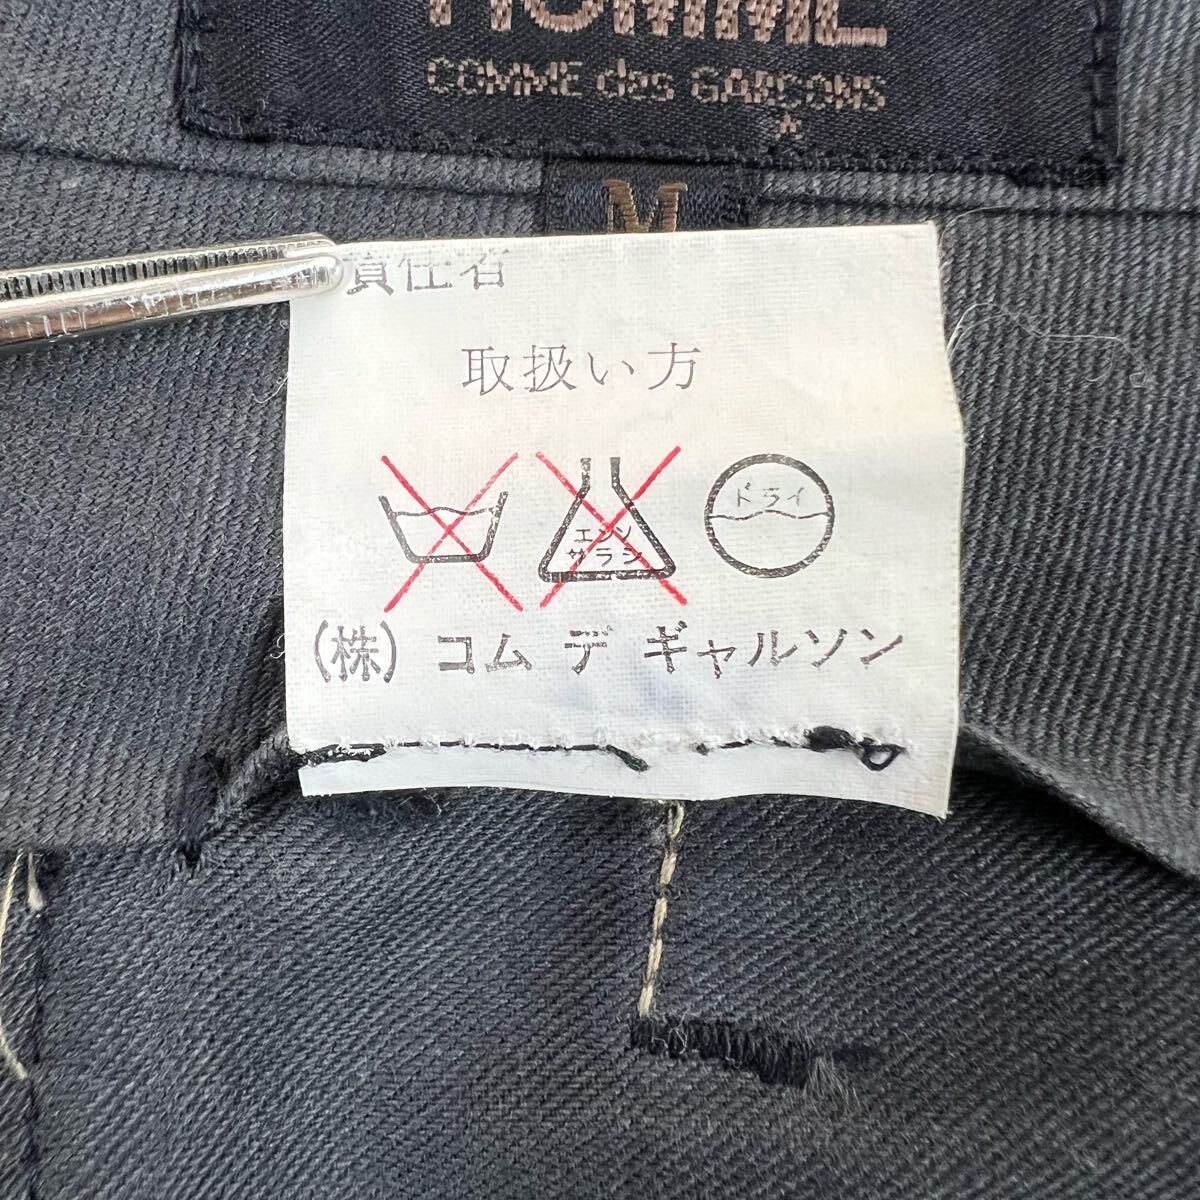 HOMME
COMME des GARÇONS
M
責任者
取扱い方
エンソ
サラシ
ドライ
(株) コム デ ギャルソン